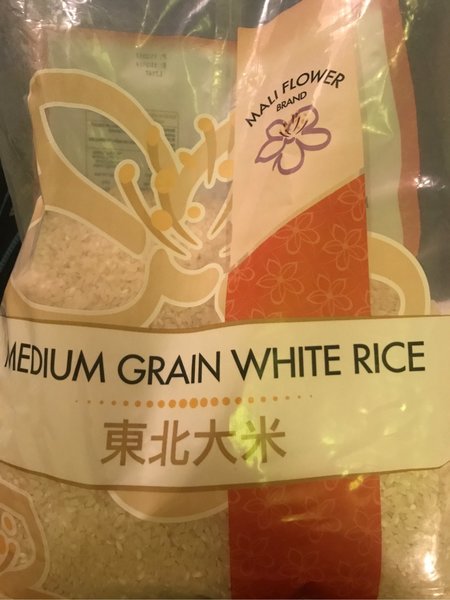 MALI FLOWER
BRAND
MEDIUM GRAIN WHITE RICE
東北大米